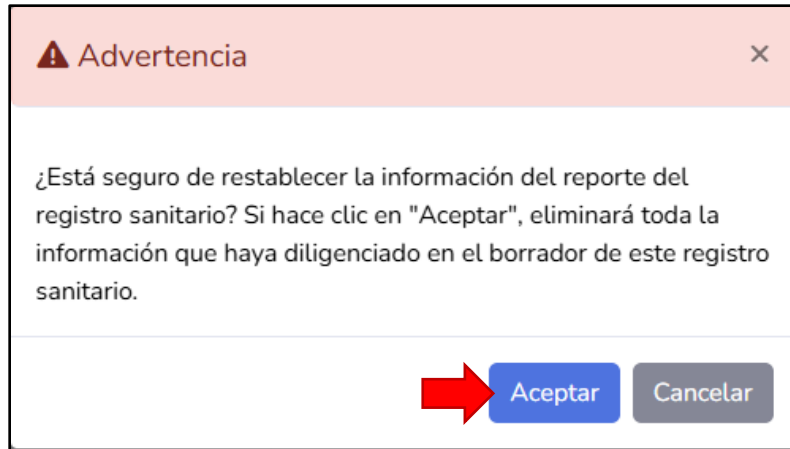 Advertencia
¿Está seguro de restablecer la información del reporte del
registro sanitario? Si hace clic en "Aceptar", eliminará toda la
información que haya diligenciado en el borrador de este registro
sanitario.
Aceptar Cancelar